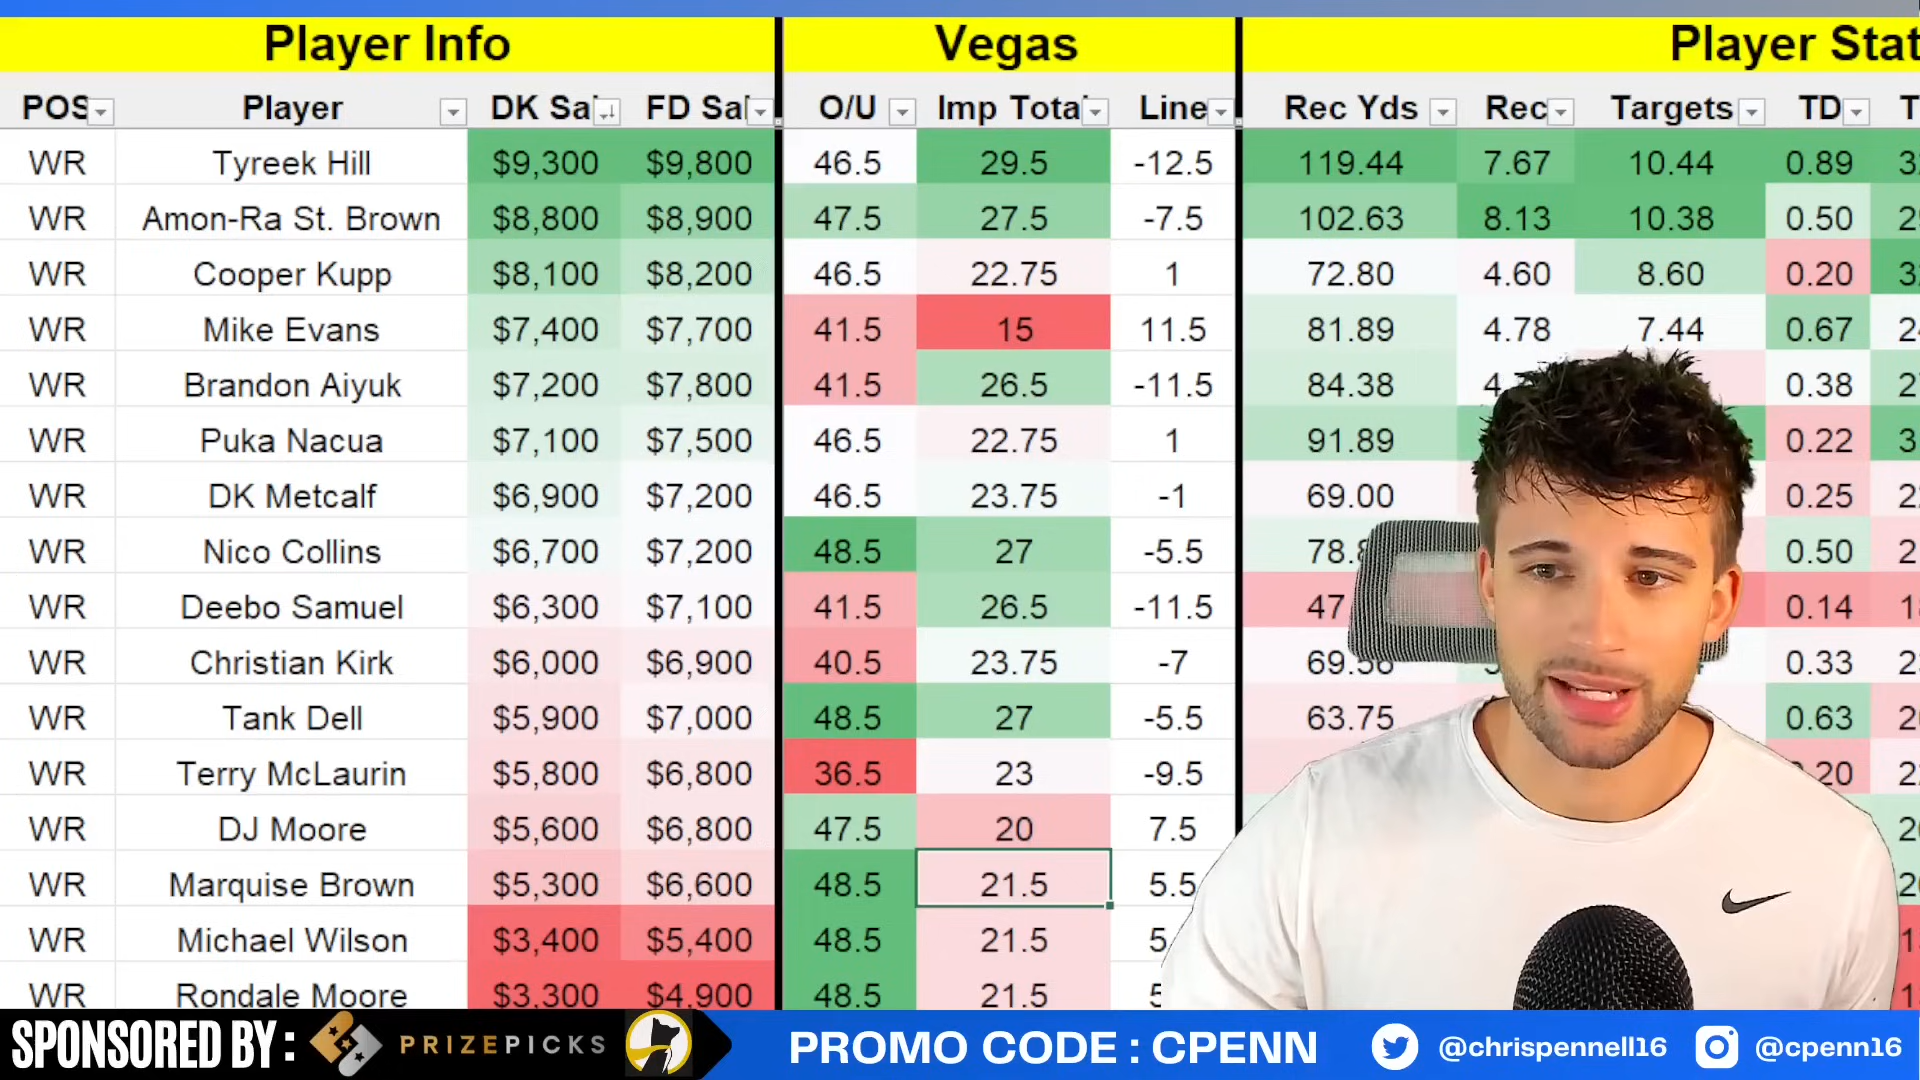 Player Info Vegas Player Stat
POS Player DK Sal FD Sal O/U Imp Tota Line Rec Yds Rec Targets TD T
WR Tyreek Hill $9,300 $9,800 46.5 29.5 -12.5 119.44 7.67 10.44 0.89
WR Amon-Ra St. Brown $8,800 $8,900 47.5 27.5 -7.5 102.63 8.13 10.38 0.50
WR Cooper Kupp $8,100 $8,200 46.5 22.75 1 72.80 4.60 8.60 0.20
WR Mike Evans $7,400 $7,700 41.5 15 11.5 81.89 4.78 7.44 0.67
WR Brandon Aiyuk $7,200 $7,800 41.5 26.5 -11.5 84.38 0.38
WR Puka Nacua $7,100 $7,500 46.5 22.75 1 91.89 0.22
WR DK Metcalf $6,900 $7,200 46.5 23.75 -1 69.00 0.25
WR Nico Collins $6,700 $7,200 48.5 27 -5.5 0.50
WR Deebo Samuel $6,300 $7,100 41.5 26.5 -11.5 47 0.14
WR Christian Kirk $6,000 $6,900 40.5 23.75 -7 0.33
WR Tank Dell $5,900 $7,000 48.5 27 -5.5 63.75 0.63
WR Terry McLaurin $5,800 $6,800 36.5 23 -9.5
WR DJ Moore $5,600 $6,800 47.5 20 7.5
WR Marquise Brown $5,300 $6,600 48.5 21.5 5.5
WR Michael Wilson $3,400 $5,400 48.5 21.5
WR Rondale Moore $3,300 $4,900 48.5 21.5
SPONSORED BY : PRIZEPICKS PROMO CODE : CPENN @chrispennell16 @cpenn16